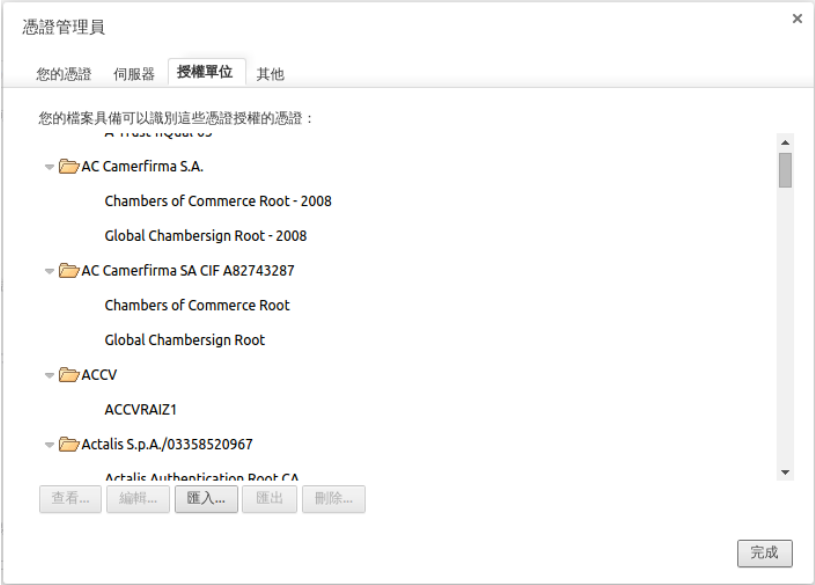 憑證管理員
×
您的憑證 伺服器 授權單位 其他
您的檔案具備可以識別這些憑證授權的憑證：
AC Camerfirma S.A.
Chambers of Commerce Root - 2008
Global Chambersign Root - 2008
AC Camerfirma SA CIF A82743287
Chambers of Commerce Root
Global Chambersign Root
ACCV
ACCVRAIZ1
Actalis S.p.A./03358520967
Actalis Authentication Root CA
查看... 編輯... 匯入... 匯出 刪除...
完成